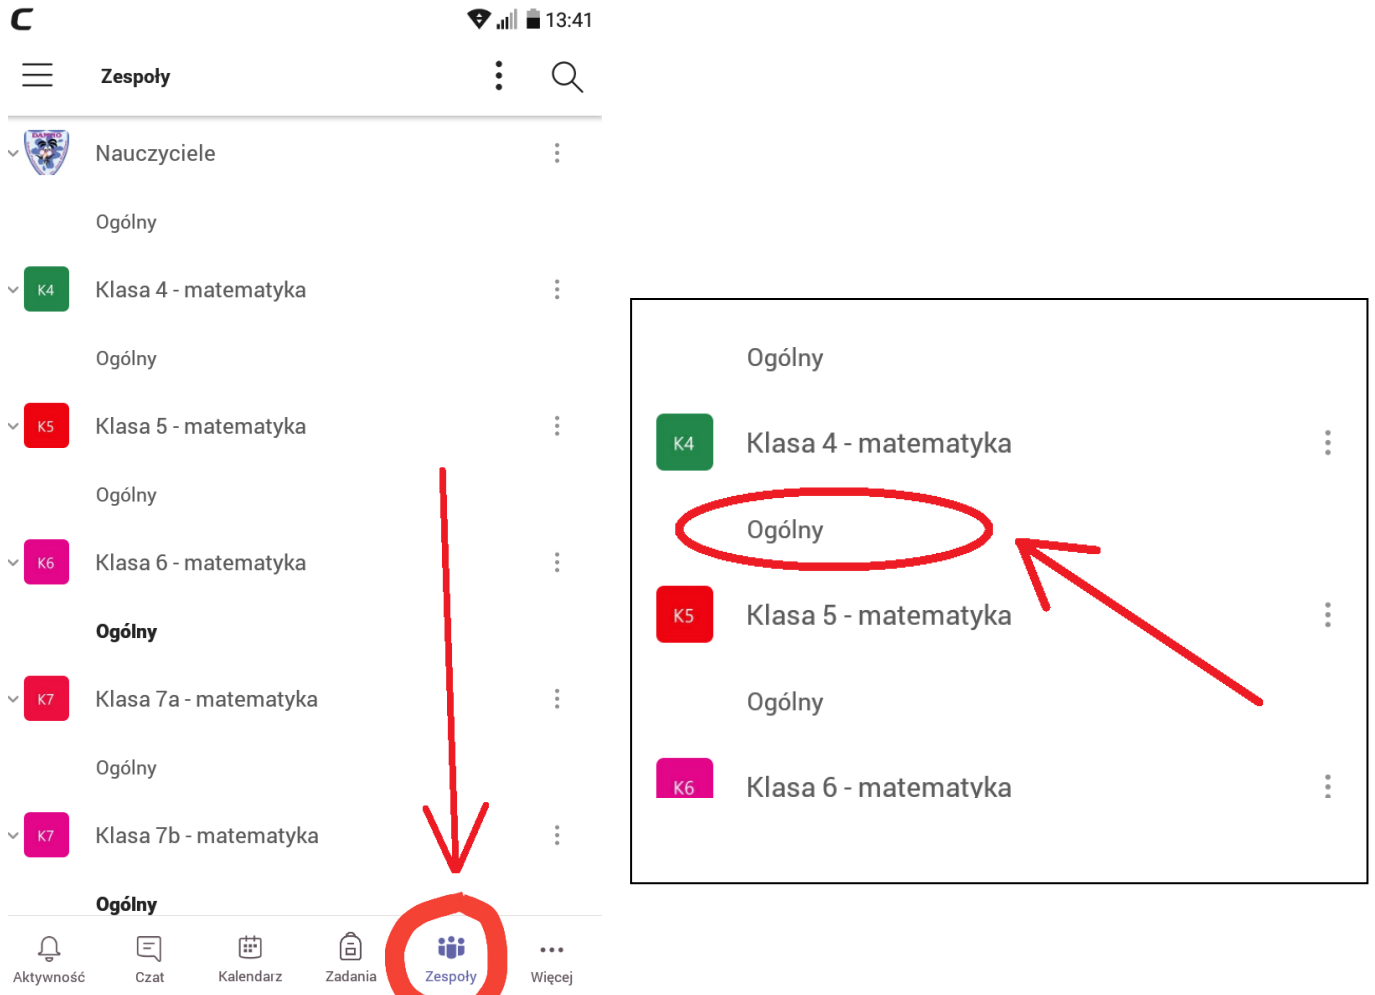 13:41
Zespoły
DAMBO
Nauczyciele
Ogólny
K4 Klasa 4 - matematyka
Ogólny
K5 Klasa 5 - matematyka
Ogólny
K6 Klasa 6 - matematyka
Ogólny
K7 Klasa 7a - matematyka
Ogólny
K7 Klasa 7b - matematyka
Ogólny
Aktywność Czat Kalendarz Zadania Zespoły Więcej
Ogólny
K4 Klasa 4 - matematyka
Ogólny
K5 Klasa 5 - matematyka
Ogólny
K6 Klasa 6 - matematyka